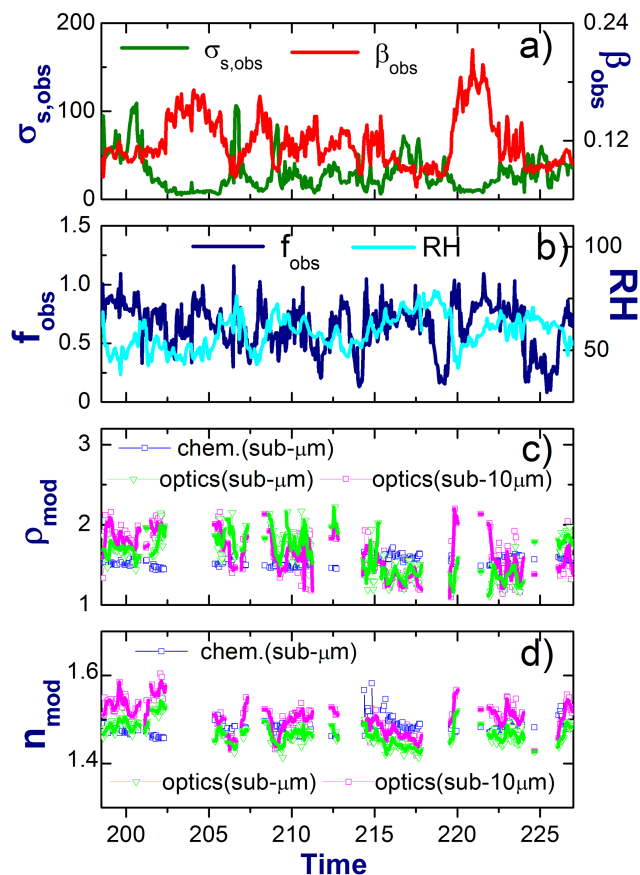 200 0.24
σs,obs βobs a)
100 0.12
0
σs,obs
βobs
1.5
fobs RH b) 100
1.0
0.5 50
0
fobs
RH
3
chem.(sub-μm) c)
optics(sub-μm) optics(sub-10μm)
2
1
ρmod
chem.(sub-μm) d)
1.6
1.4
optics(sub-μm) optics(sub-10μm)
nmod
200 205 210 215 220 225
Time